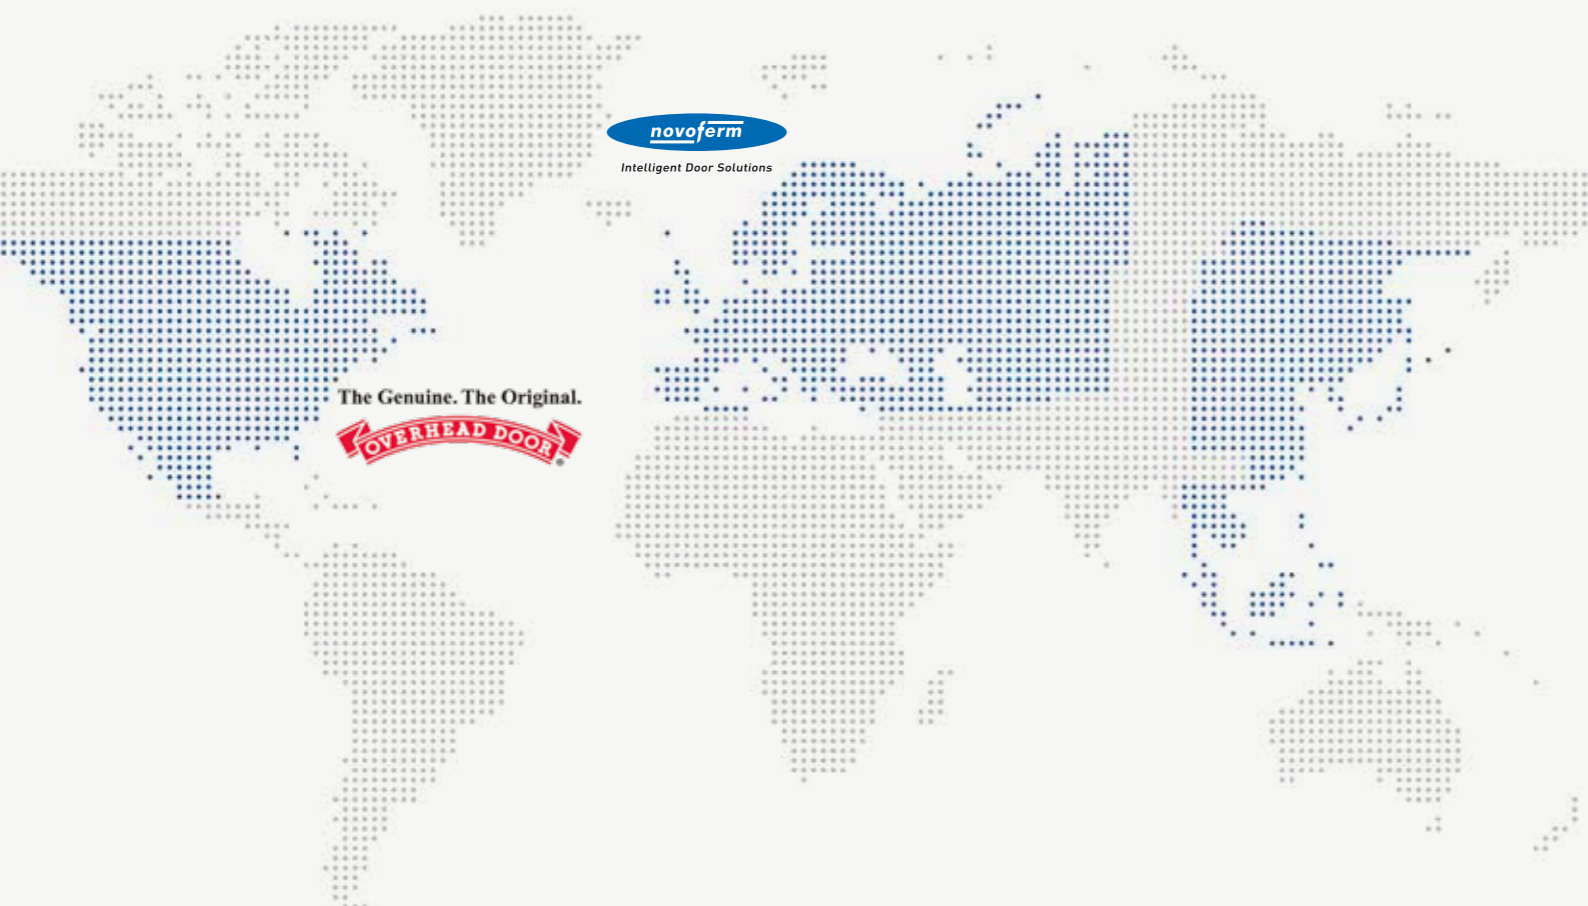 novoferm
Intelligent Door Solutions
The Genuine. The Original.
OVERHEAD DOOR